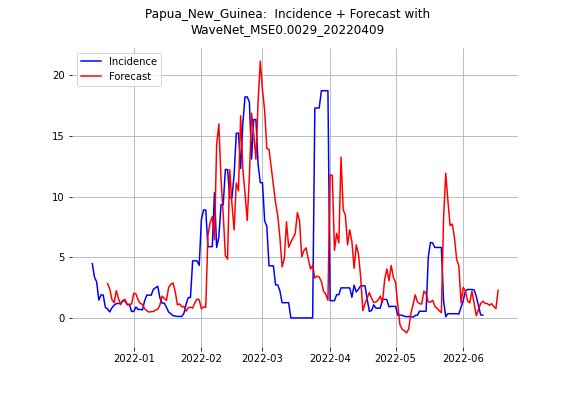 Papua_New_Guinea:  Incidence + Forecast with
WaveNet_MSE0.0029_20220409
Incidence
Forecast
20
15
10
5
0
2022-01
2022-02
2022-03
2022-04
2022-05
2022-06